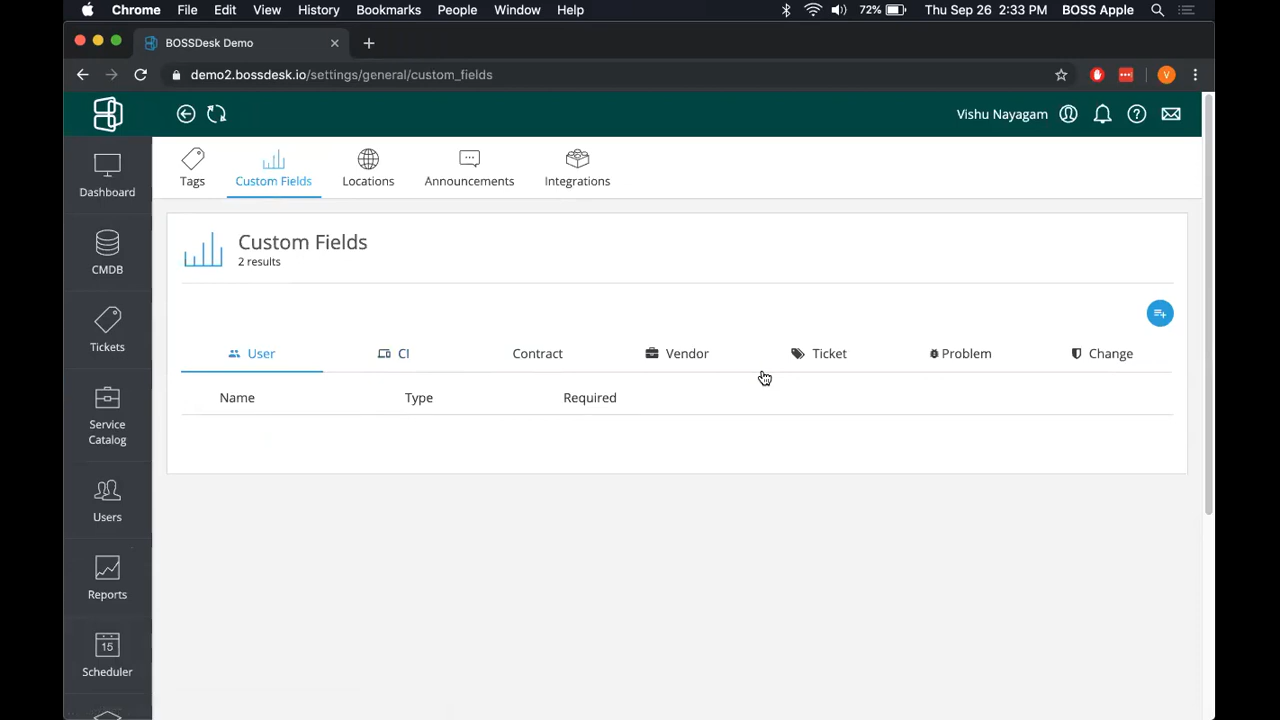 Chrome File Edit View History Bookmarks People Window Help 72% Thu Sep 26 2:33 PM BOSS Apple
BOSSDesk Demo
demo2.bossdesk.io/settings/general/custom_fields
V
Vishu Nayagam
Tags Custom Fields Locations Announcements Integrations
Dashboard
CMDB
Tickets
Service
Catalog
Users
Reports
15
Scheduler
Custom Fields
2 results
User CI Contract Vendor Ticket Problem Change
Name Type Required